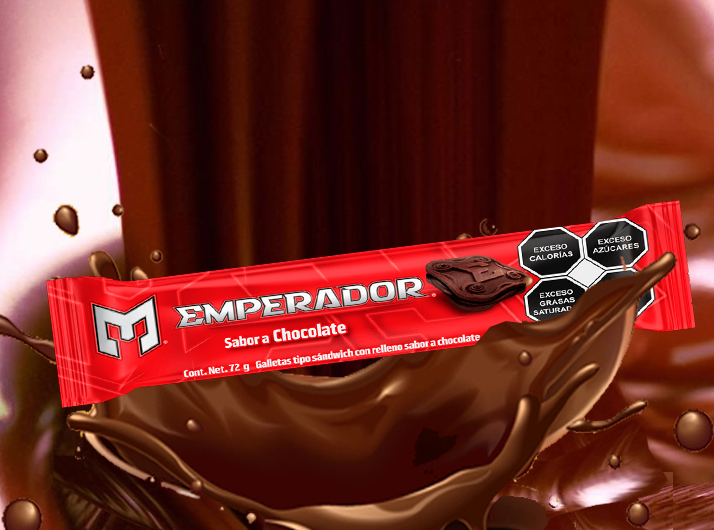 EMPERADOR
Sabor a Chocolate
Cont. Net. 72 g Galletas tipo sándwich con relleno sabor a chocolate
EXCESO
CALORÍAS
EXCESO
AZÚCARES
EXCESO
GRASAS